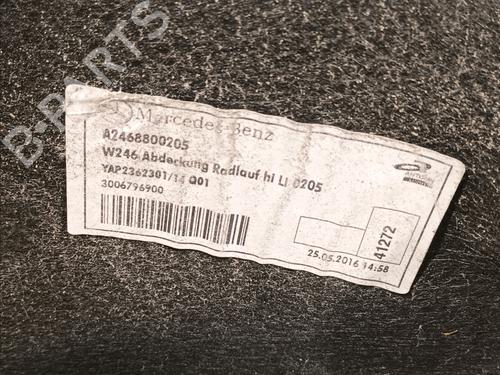 B-PARTS
Mercedes-Benz
A2468800205
W246 Abdeckung Radlauf hl LI 0205
YAP2362301/14 Q01
3006796900
25.05.2016 14:58
41272